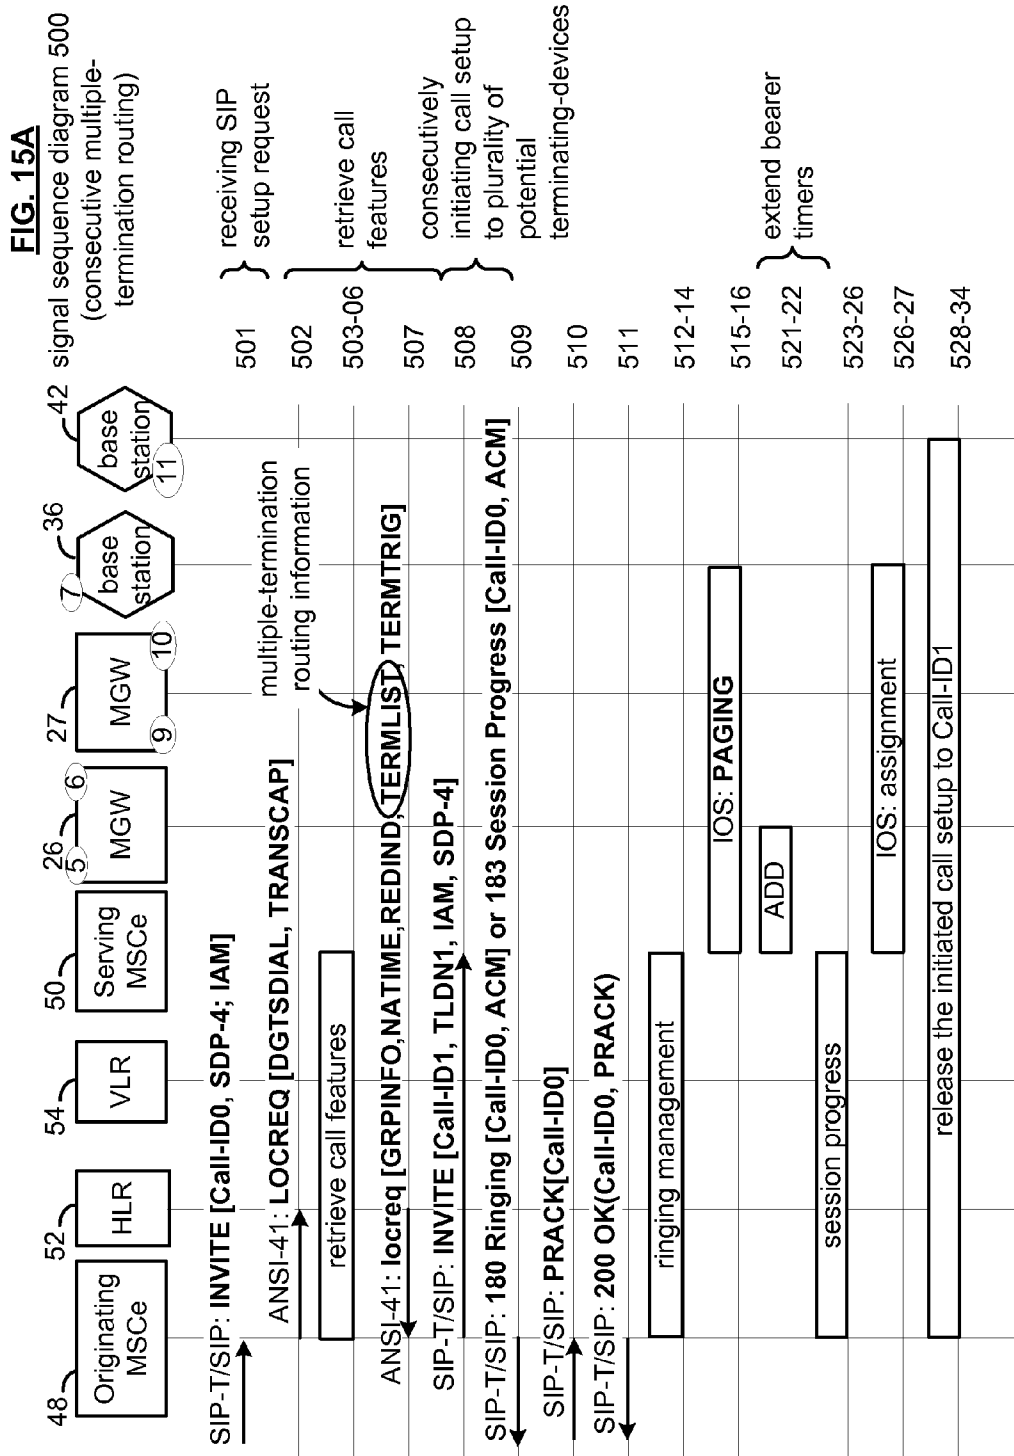 FIG. 15A
signal sequence diagram 500
(consecutive multiple-
termination routing)
48
Originating
MSCe
52
HLR
54
VLR
50
Serving
MSCe
26
5
6
MGW
27
MGW
9
10
36
7
base
station
42
base
station
11
SIP-T/SIP: INVITE [Call-ID0, SDP-4; IAM]
501
receiving SIP
setup request
ANSI-41: LOCREQ [DGTSDIAL, TRANSCAP]
502
retrieve call features
503-06
retrieve call
features
multiple-termination
routing information
ANSI-41: locreq [GRPINFO,NATIME,REDIND,TERMLIST, TERMTRIG]
507
SIP-T/SIP: INVITE [Call-ID1, TLDN1, IAM, SDP-4]
508
consecutively
initiating call setup
to plurality of
potential
terminating-devices
SIP-T/SIP: 180 Ringing [Call-ID0, ACM] or 183 Session Progress [Call-ID0, ACM]
509
SIP-T/SIP: PRACK[Call-ID0]
510
SIP-T/SIP: 200 OK(Call-ID0, PRACK)
511
ringing management
512-14
IOS: PAGING
515-16
ADD
521-22
extend bearer
timers
session progress
523-26
IOS: assignment
526-27
release the initiated call setup to Call-ID1
528-34